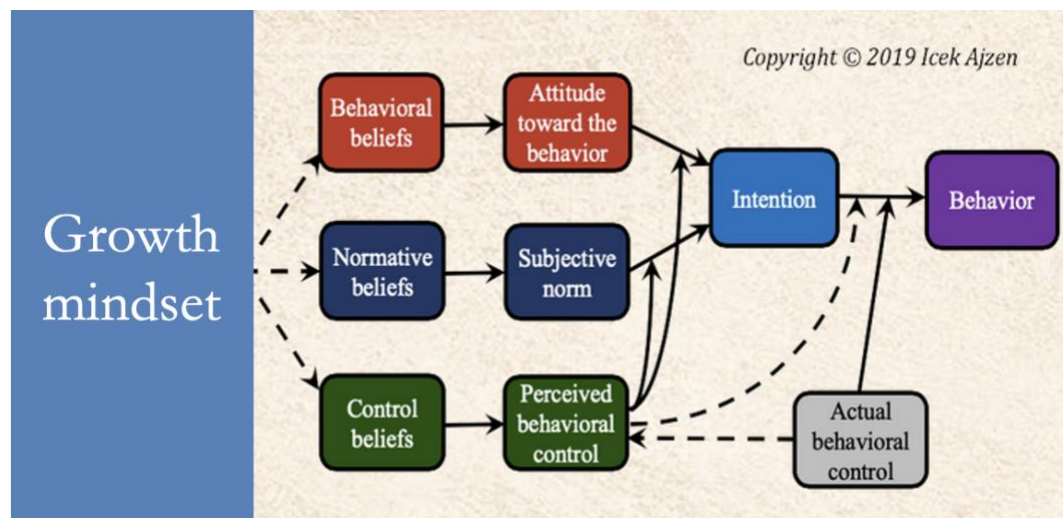 Growth
mindset
Copyright © 2019 Icek Ajzen
Behavioral
beliefs
Attitude
toward the
behavior
Intention
Behavior
Normative
beliefs
Subjective
norm
Control
beliefs
Perceived
behavioral
control
Actual
behavioral
control